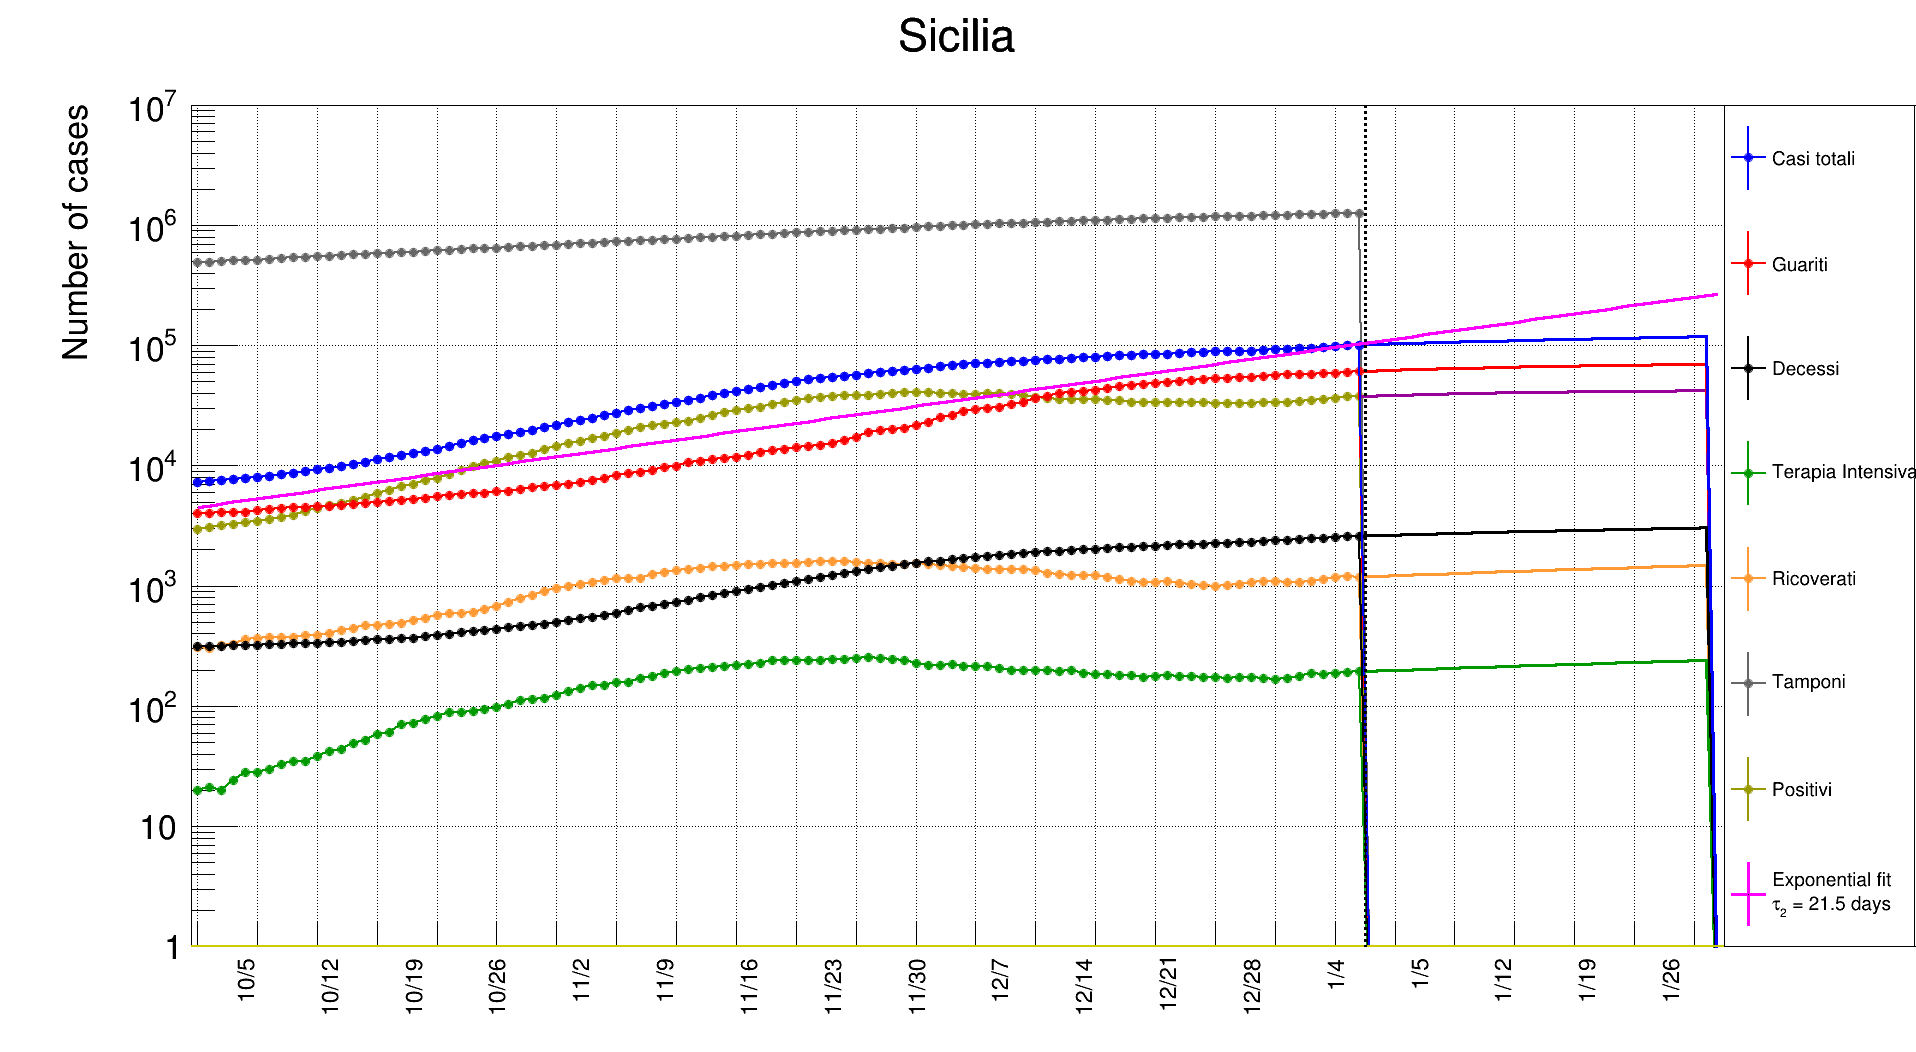 Sicilia
Number of cases
10^7
10^6
10^5
10^4
10^3
10^2
10
1
10/5
10/12
10/19
10/26
11/2
11/9
11/16
11/23
11/30
12/7
12/14
12/21
12/28
1/4
1/5
1/12
1/19
1/26
Casi totali
Guariti
Decessi
Terapia Intensiva
Ricoverati
Tamponi
Positivi
Exponential fit
τ₂ = 21.5 days